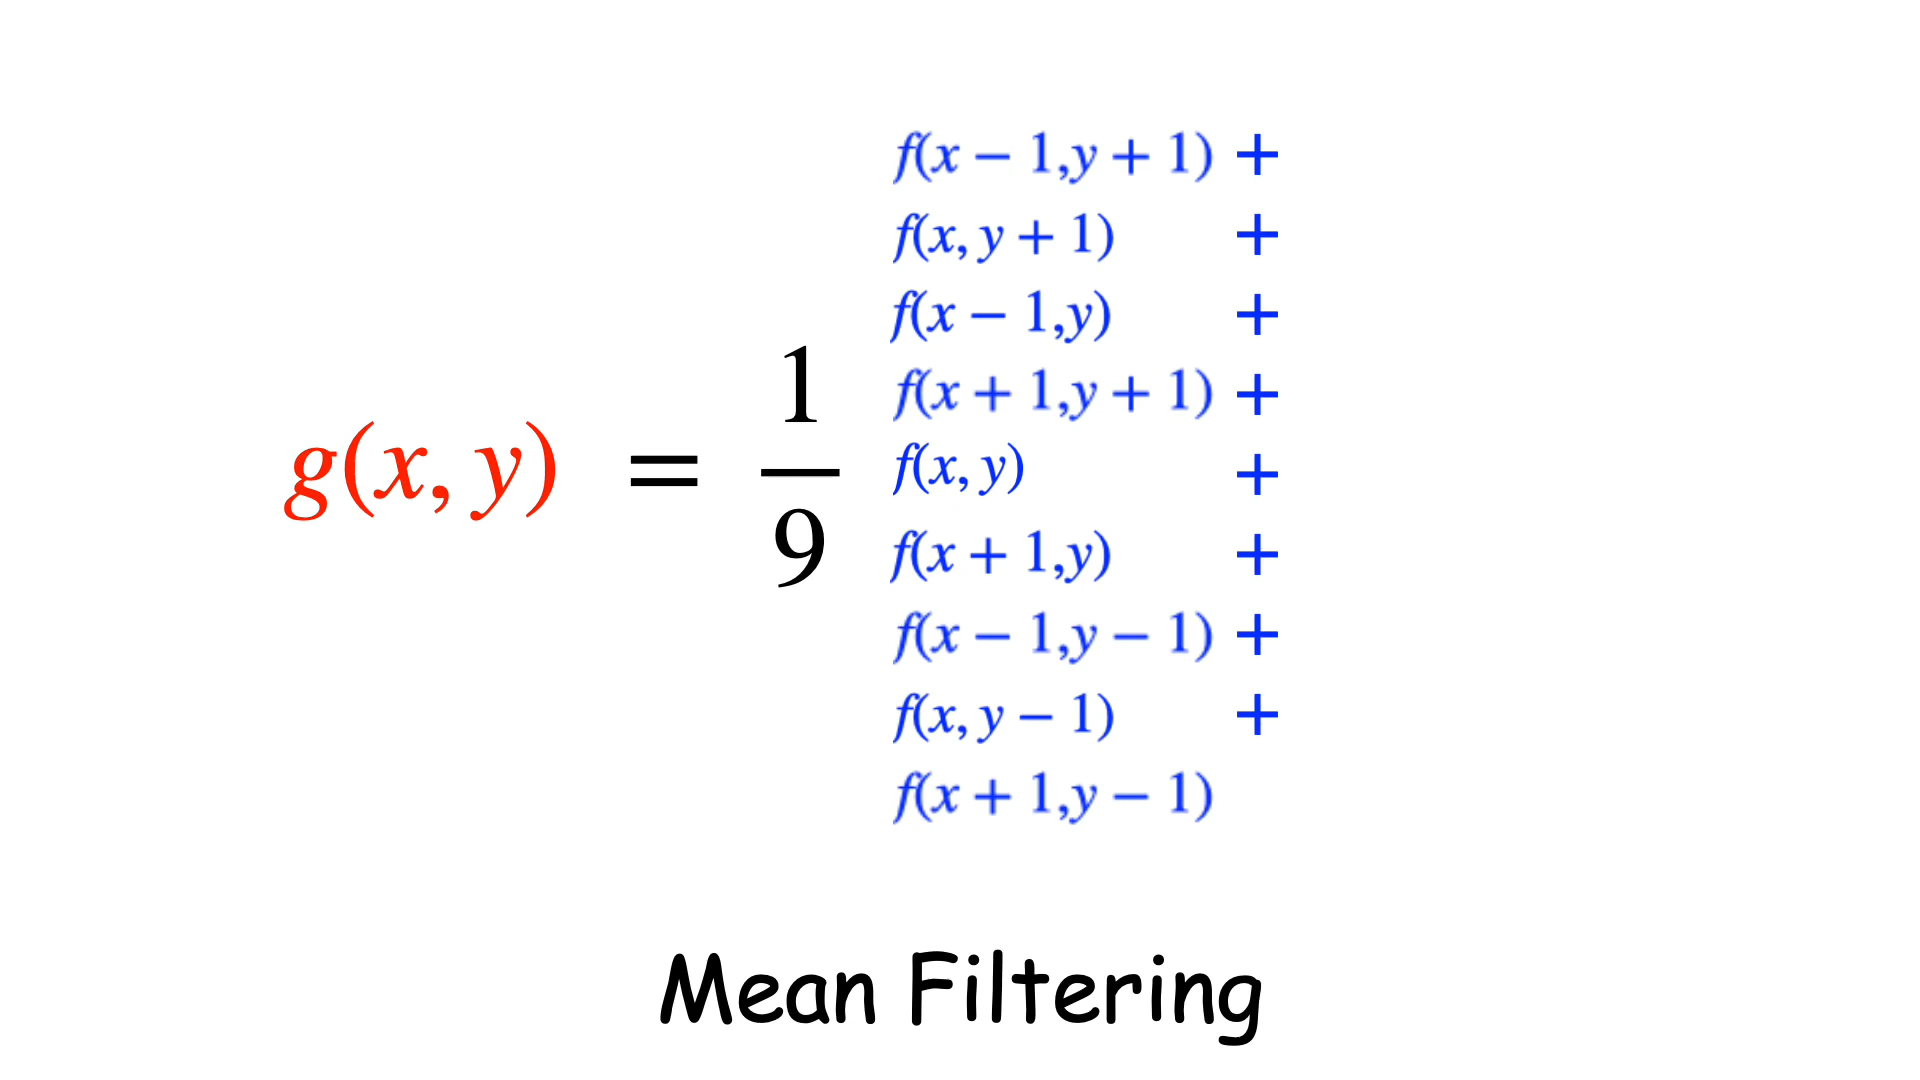 f(x − 1,y + 1) +
f(x, y + 1) +
f(x − 1,y) +
f(x + 1,y + 1) +
g(x, y) = 1/9 f(x, y) +
f(x + 1,y) +
f(x − 1,y − 1) +
f(x, y − 1) +
f(x + 1,y − 1)
Mean Filtering